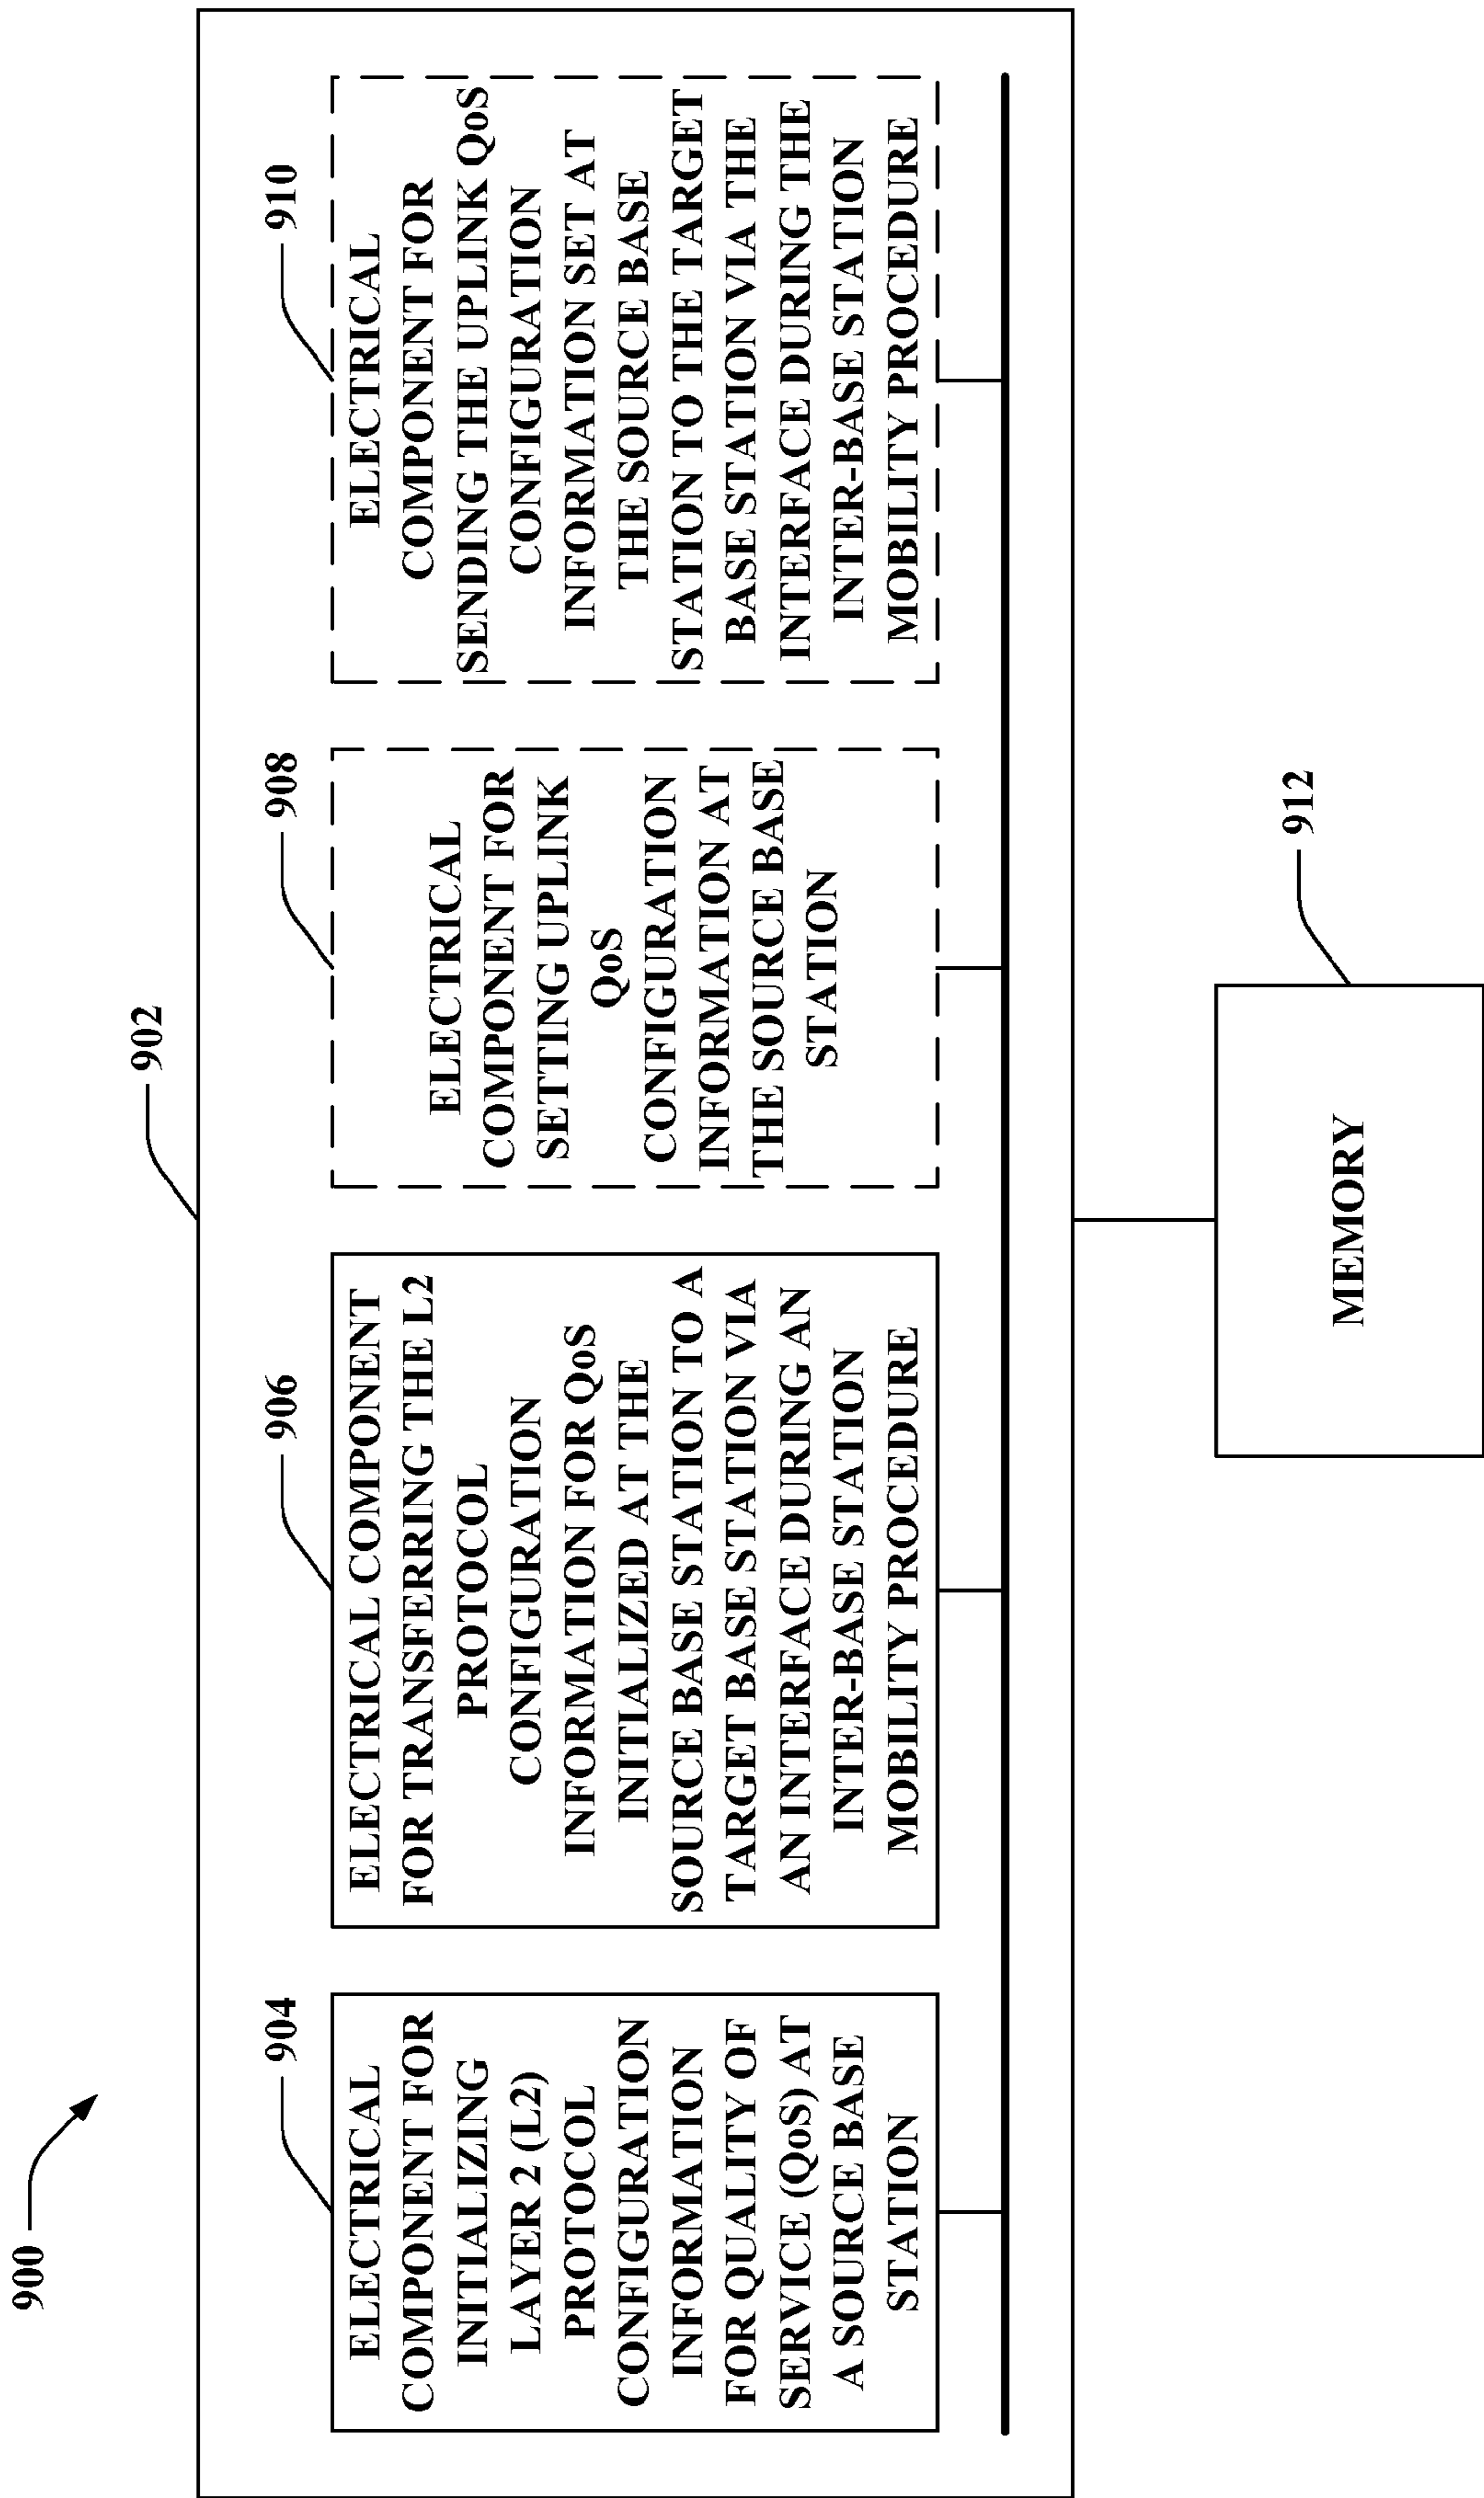 900
902
904
ELECTRICAL
COMPONENT FOR
INITIALIZING
LAYER 2 (L2)
PROTOCOL
CONFIGURATION
INFORMATION
FOR QUALITY OF
SERVICE (QoS) AT
A SOURCE BASE
STATION
906
ELECTRICAL COMPONENT
FOR TRANSFERRING THE L2
PROTOCOL
CONFIGURATION
INFORMATION FOR QoS
INITIALIZED AT THE
SOURCE BASE STATION TO A
TARGET BASE STATION VIA
AN INTERFACE DURING AN
INTER-BASE STATION
MOBILITY PROCEDURE
908
ELECTRICAL
COMPONENT FOR
SETTING UPLINK
QoS
CONFIGURATION
INFORMATION AT
THE SOURCE BASE
STATION
910
ELECTRICAL
COMPONENT FOR
SENDING THE UPLINK QoS
CONFIGURATION
INFORMATION SET AT
THE SOURCE BASE
STATION TO THE TARGET
BASE STATION VIA THE
INTERFACE DURING THE
INTER-BASE STATION
MOBILITY PROCEDURE
912
MEMORY